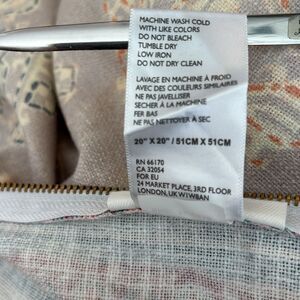 MACHINE WASH COLD
WITH LIKE COLORS
DO NOT BLEACH
TUMBLE DRY
LOW IRON
DO NOT DRY CLEAN
LAVAGE EN MACHINE À FROID
AVEC DES COULEURS SIMILAIRES
NE PAS JAVELLISER
SECHER À LA MACHINE
FER BAS
NE PAS NETTOYER À SEC
20" X 20" / 51CM X 51CM
RN 66170
CA 32054
FOR EU
24 MARKET PLACE, 3RD FLOOR
LONDON, UK W1WBAN